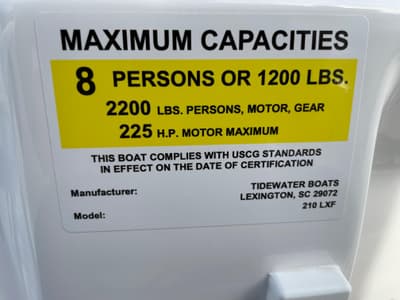 MAXIMUM CAPACITIES
8 PERSONS OR 1200 LBS.
2200 LBS. PERSONS, MOTOR, GEAR
225 H.P. MOTOR MAXIMUM
THIS BOAT COMPLIES WITH USCG STANDARDS
IN EFFECT ON THE DATE OF CERTIFICATION
Manufacturer: TIDEWATER BOATS
LEXINGTON, SC 29072
Model: 210 LXF